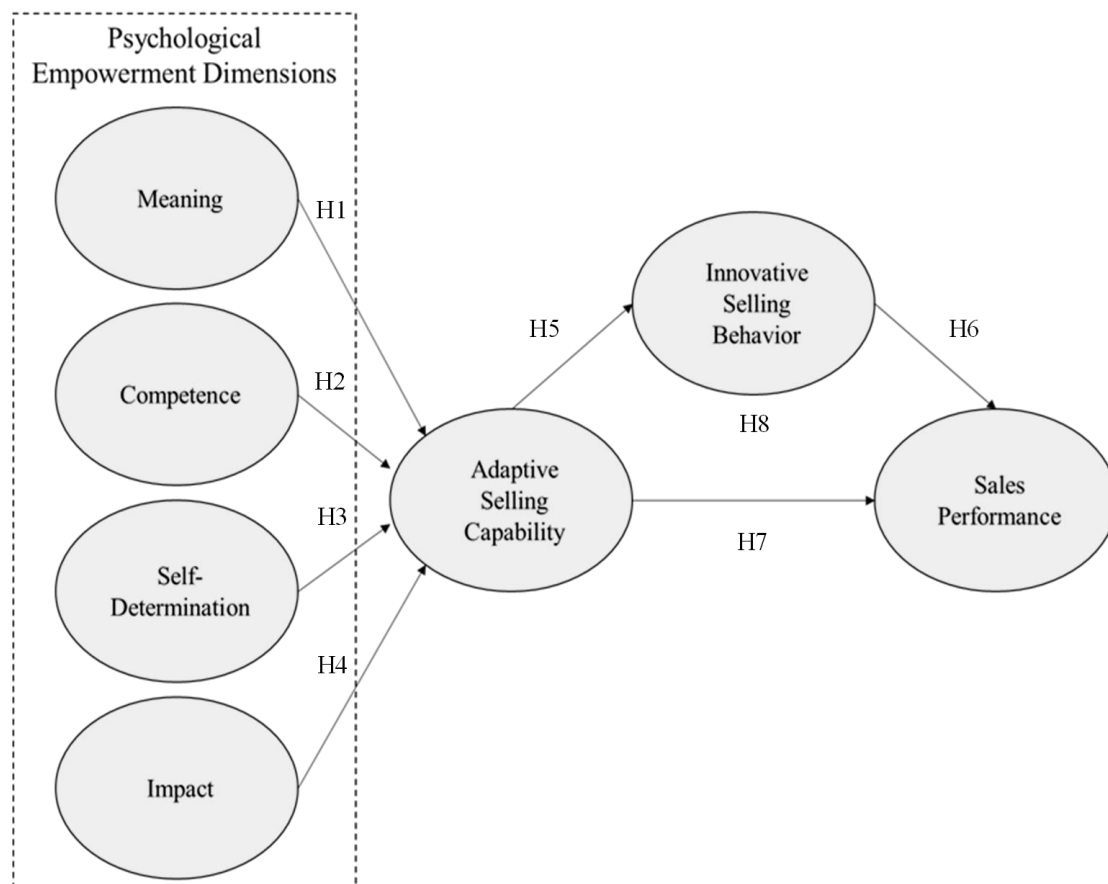 Psychological
Empowerment Dimensions
Meaning
H1
Competence
H2
Self-
Determination
H3
Impact
H4
Adaptive
Selling
Capability
H5
Innovative
Selling
Behavior
H6
H8
H7
Sales
Performance